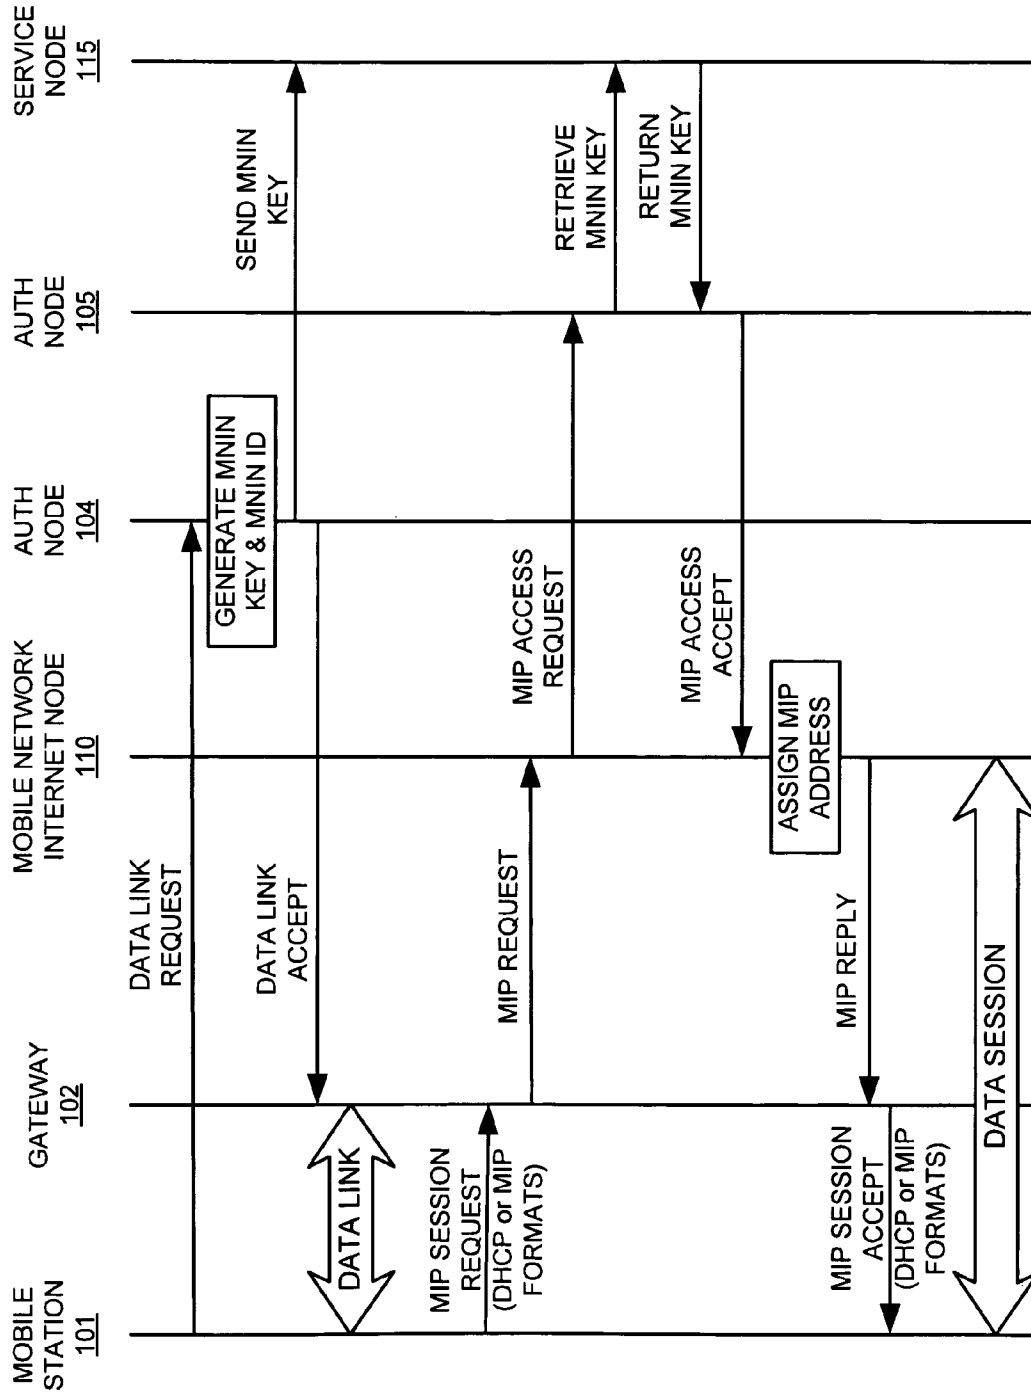 MOBILE
STATION
101
GATEWAY
102
MOBILE NETWORK
INTERNET NODE
110
AUTH
NODE
104
AUTH
NODE
105
SERVICE
NODE
115
DATA LINK
REQUEST
GENERATE MNIN
KEY & MNIN ID
SEND MNIN
KEY
DATA LINK
ACCEPT
DATA LINK
MIP SESSION
REQUEST
(DHCP or MIP
FORMATS)
MIP REQUEST
MIP ACCESS
REQUEST
RETRIEVE
MNIN KEY
RETURN
MNIN KEY
MIP ACCESS
ACCEPT
ASSIGN MIP
ADDRESS
MIP REPLY
MIP SESSION
ACCEPT
(DHCP or MIP
FORMATS)
DATA SESSION